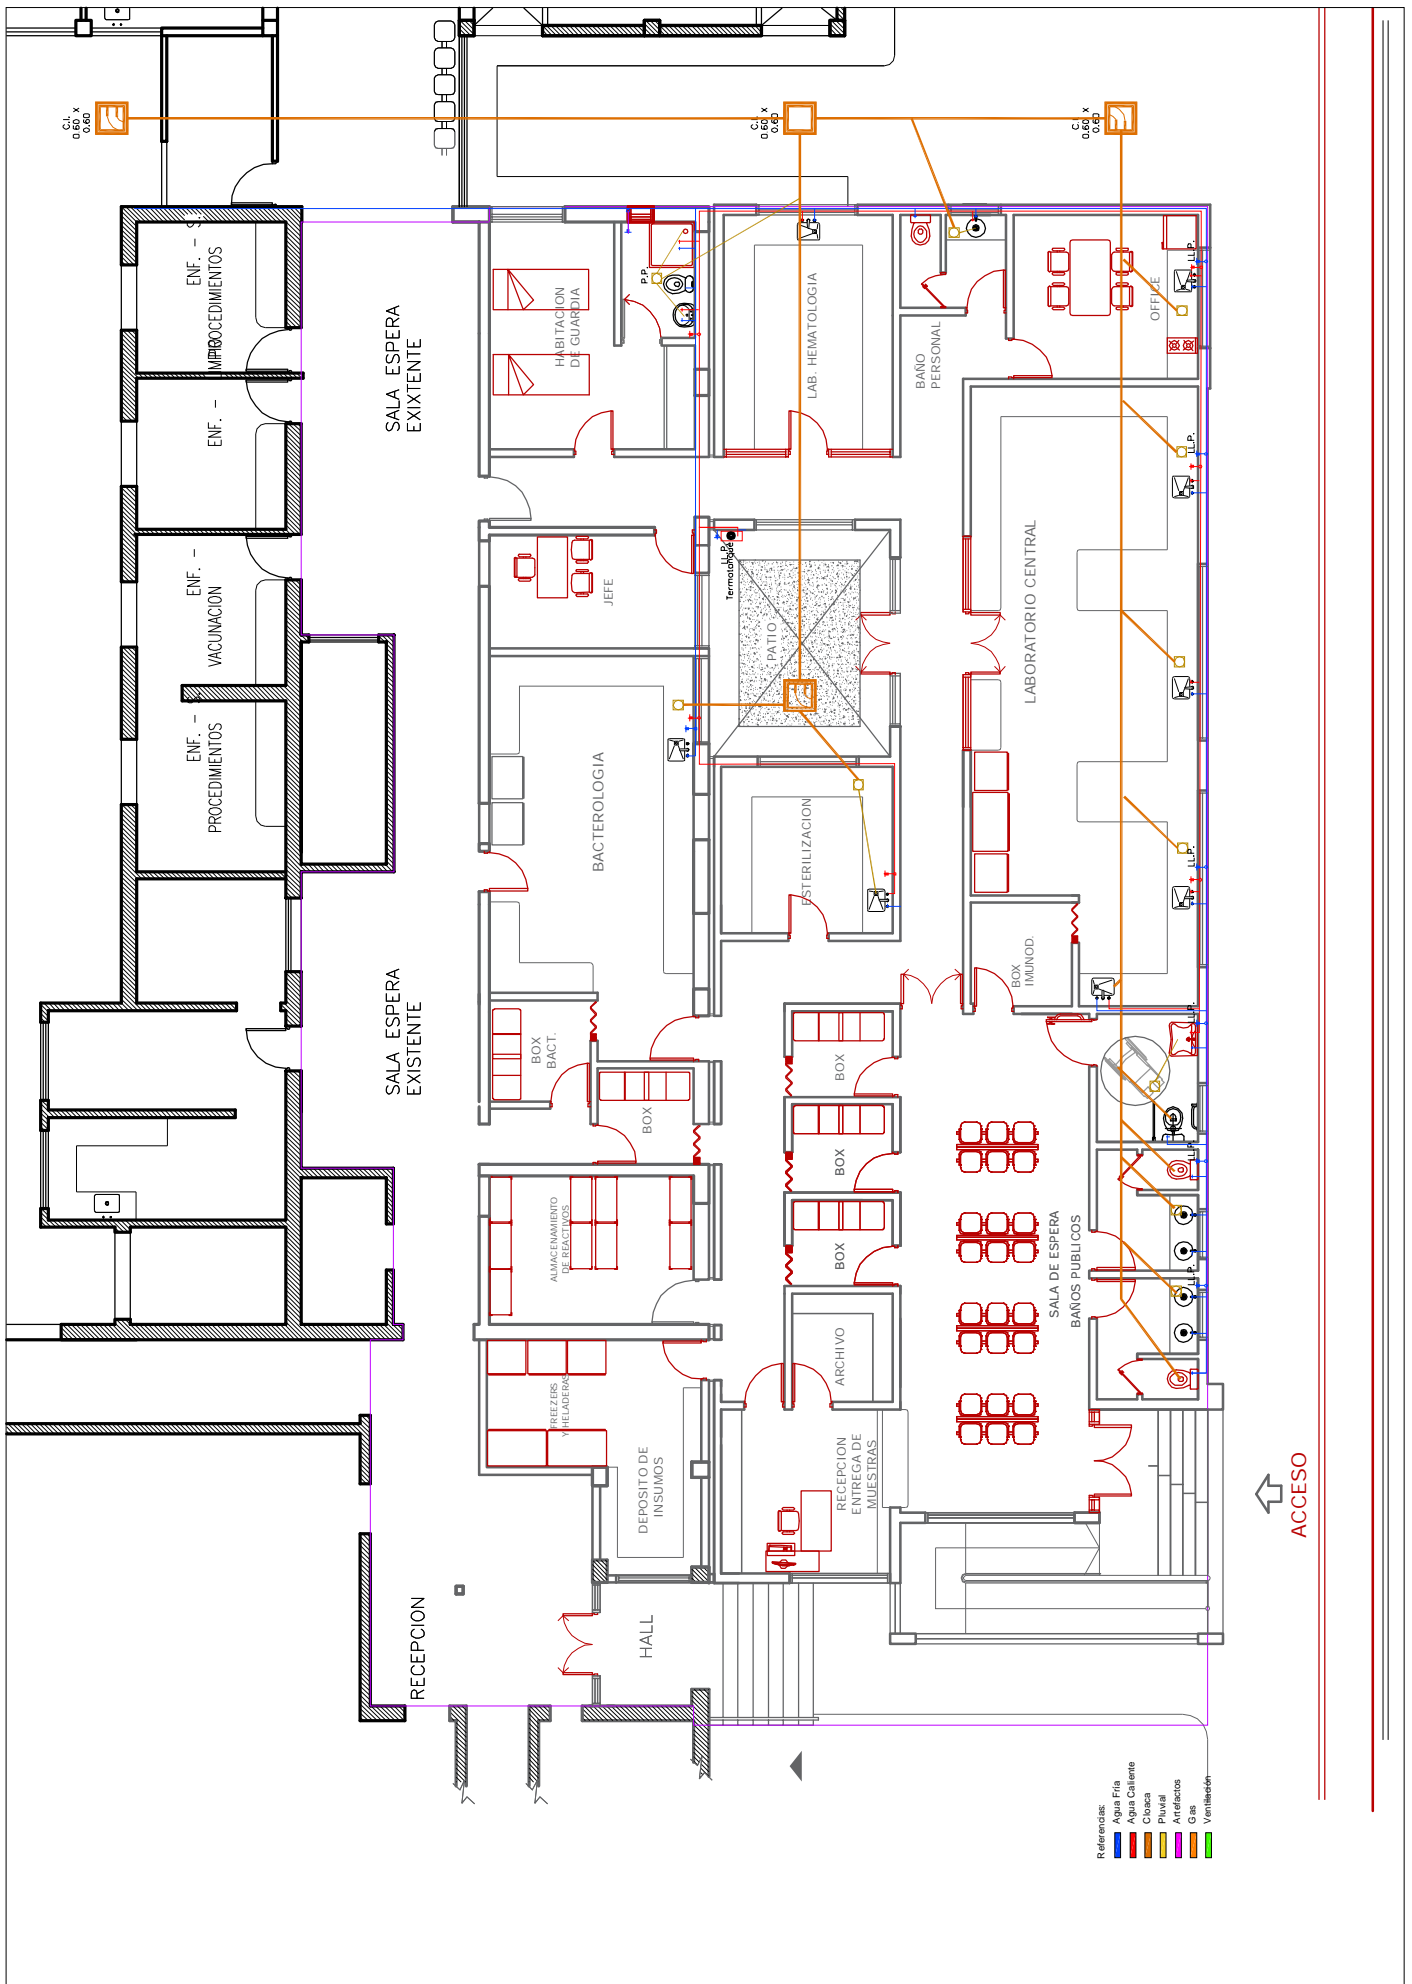 C.I.
0.60 x
0.60
C.I.
0.60 x
0.60
C.I.
0.60 x
0.60
ENF. - S.
PROCEDIMIENTOS
ENF. -
ENF. -
VACUNACION
ENF. - S.
PROCEDIMIENTOS
SALA ESPERA
EXIXTENTE
SALA ESPERA
EXISTENTE
RECEPCION
HALL
HABITACION
DE GUARDIA
P.P.
JEFE
BACTEROLOGIA
BOX
BACT.
BOX
ALMACENAMIENTO
DE REACTIVOS
FREEZERS
Y HELADERAS
DEPOSITO DE
INSUMOS
LAB. HEMATOLOGIA
BAÑO
PERSONAL
OFFICE
LL.P.
LL.P.
Termotanque
PATIO
LL.P.
ESTERILIZACION
LABORATORIO CENTRAL
LL.P.
BOX
IMUNOD.
LL.P.
BOX
BOX
BOX
LL.P.
LL.P.
ARCHIVO
SALA DE ESPERA
BAÑOS PUBLICOS
RECEPCION
ENTREGA DE
MUESTRAS
ACCESO
Referencias:
Agua Fría
Agua Caliente
Cloaca
Pluvial
Artefactos
Gas
Ventilación